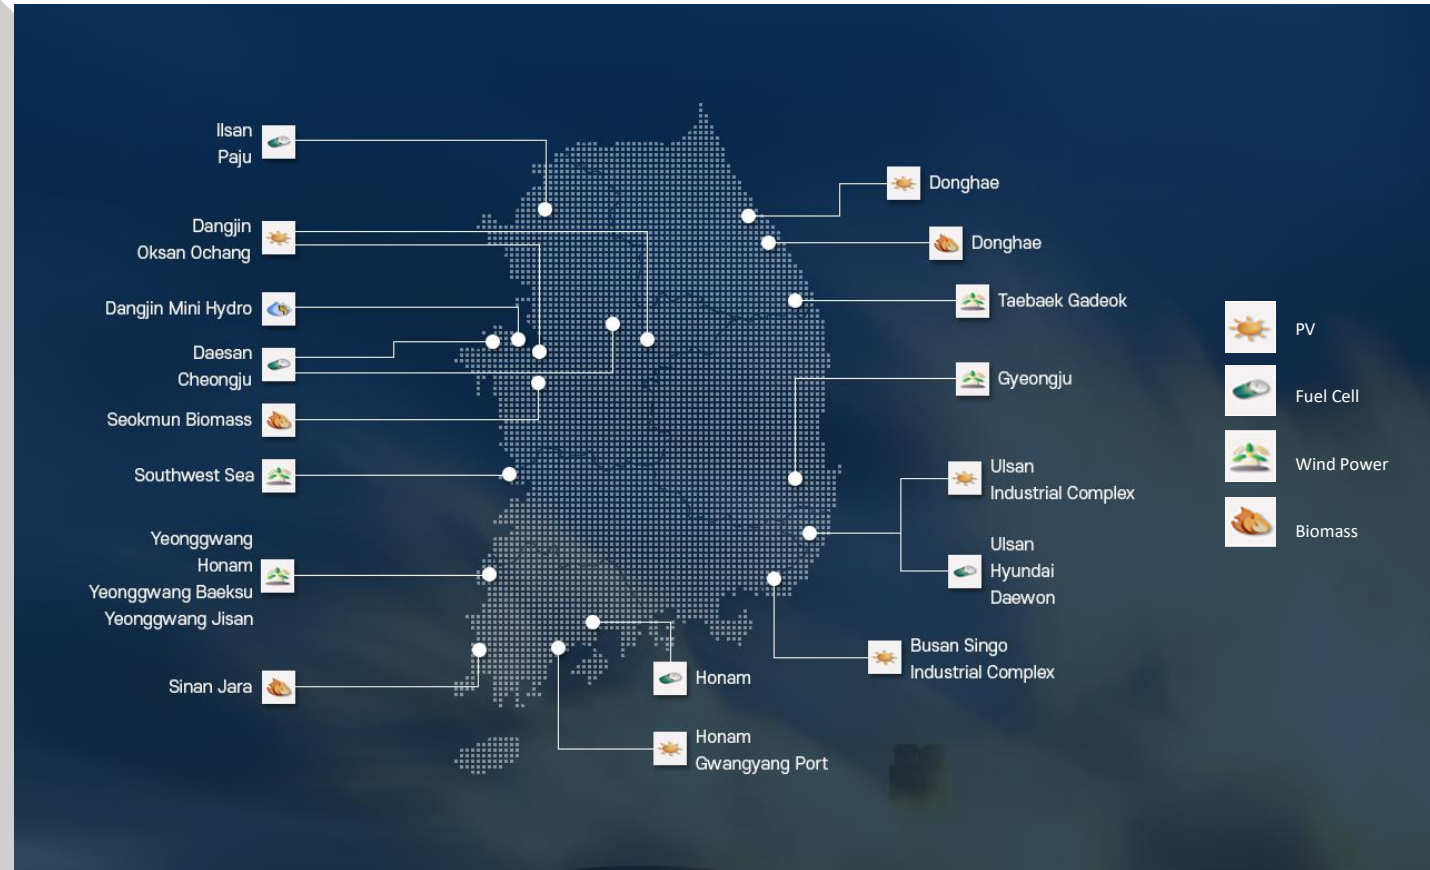 Ilsan
Paju
Dangjin
Oksan Ochang
Dangjin Mini Hydro
Daesan
Cheongju
Seokmun Biomass
Southwest Sea
Yeonggwang
Honam
Yeonggwang Baeksu
Yeonggwang Jisan
Sinan Jara
Donghae
Donghae
Taebaek Gadeok
Gyeongju
Ulsan
Industrial Complex
Ulsan
Hyundai
Daewon
Busan Singo
Industrial Complex
Honam
Honam
Gwangyang Port
PV
Fuel Cell
Wind Power
Biomass